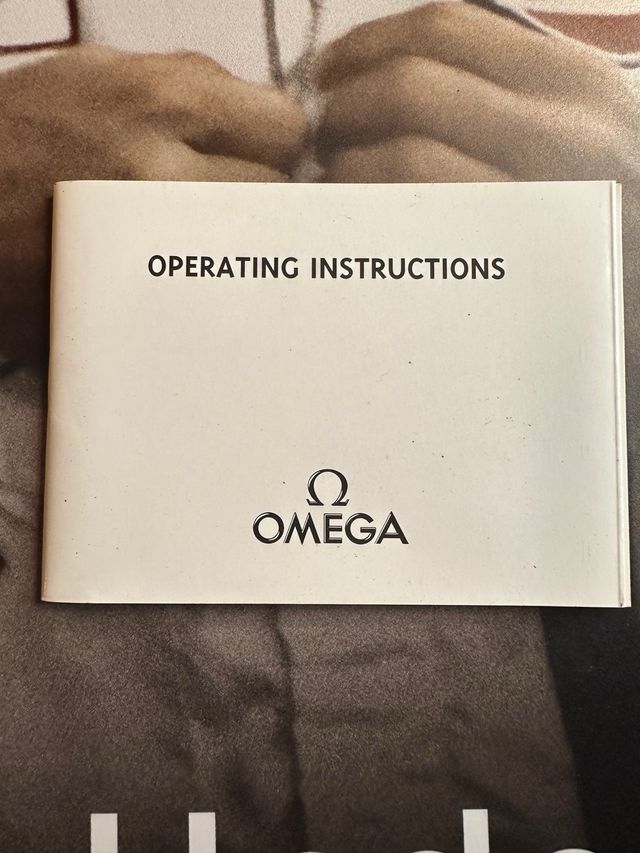 OPERATING INSTRUCTIONS
Ω
OMEGA